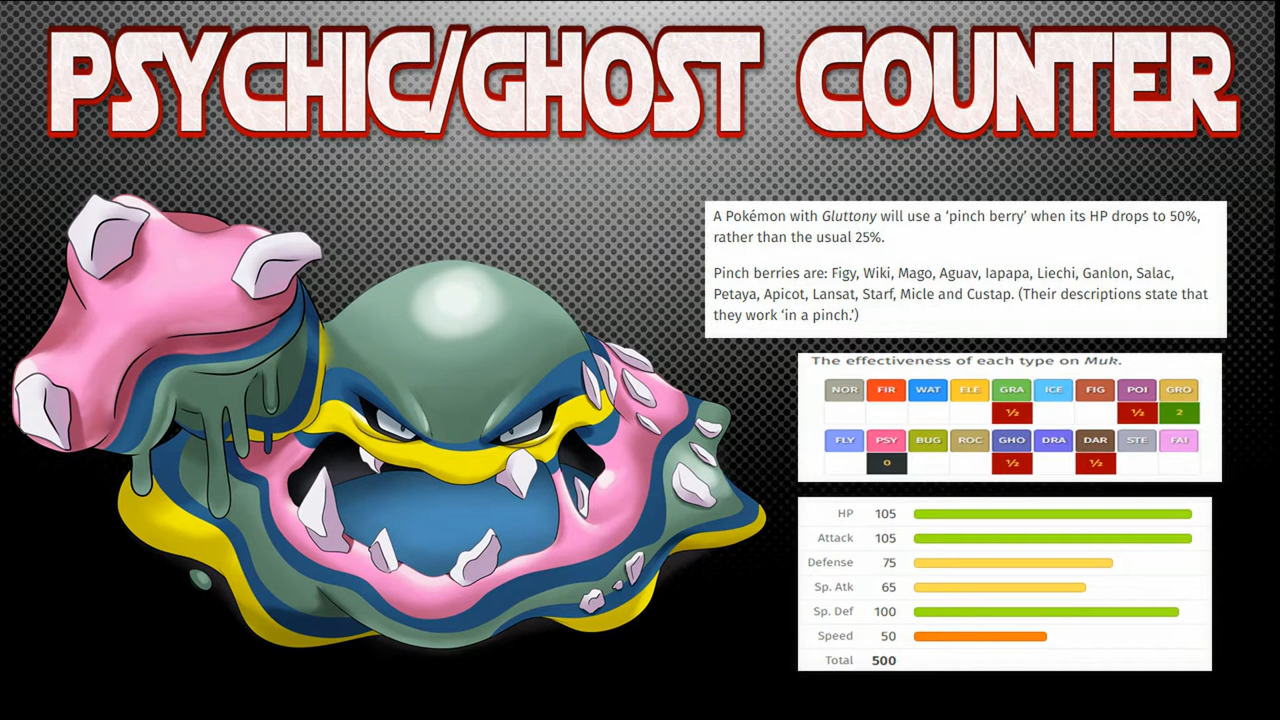 PSYCHIC/GHOST COUNTER
A Pokémon with Gluttony will use a ‘pinch berry’ when its HP drops to 50%,
rather than the usual 25%.
Pinch berries are: Figy, Wiki, Mago, Aguav, Iapapa, Liechi, Ganlon, Salac,
Petaya, Apicot, Lansat, Starf, Micle and Custap. (Their descriptions state that
they work ‘in a pinch.’)
The effectiveness of each type on Muk.
NOR FIR WAT ELE GRA ICE FIG POI GRO
½ ½ 2
FLY PSY BUG ROC GHO DRA DAR STE FAI
0 ½ ½
HP 105
Attack 105
Defense 75
Sp. Atk 65
Sp. Def 100
Speed 50
Total 500